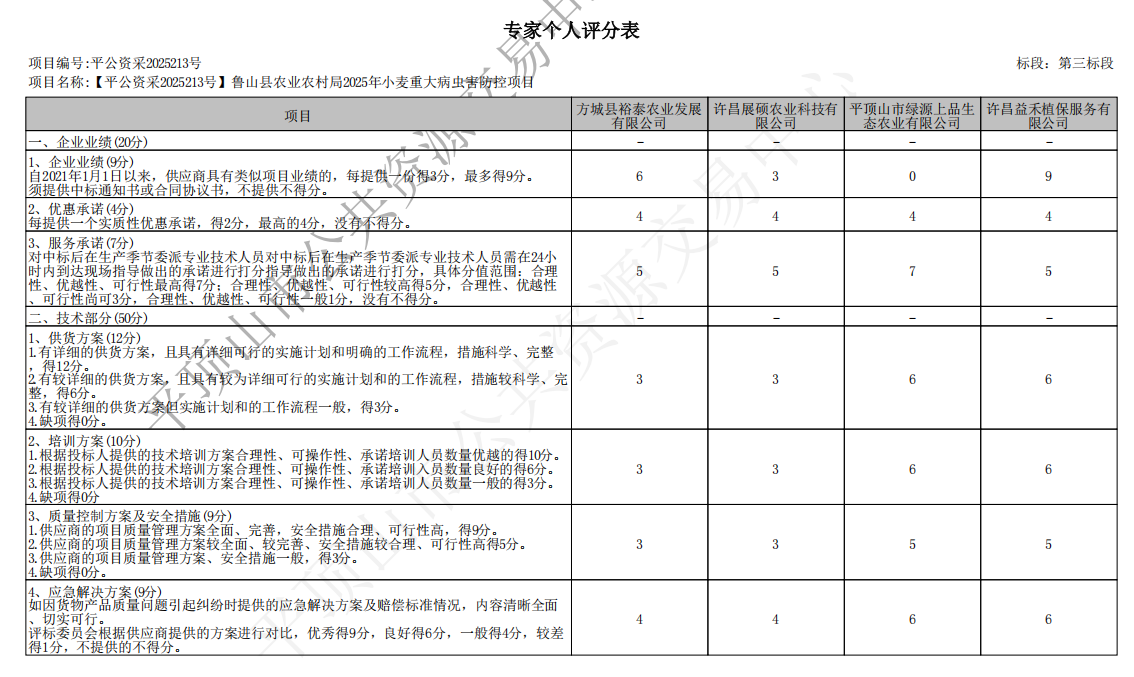 专家个人评分表
项目编号:平公资采2025213号
标段：第三标段
项目名称:【平公资采2025213号】鲁山县农业农村局2025年小麦重大病虫害防控项目
项目
方城县裕泰农业发展有限公司
许昌展硕农业科技有限公司
平顶山市绿源上品生态农业有限公司
许昌益禾植保服务有限公司
一、企业业绩(20分)
— — — —
1、企业业绩(9分)
自2021年1月1日以来，供应商具有类似项目业绩的，每提供一份得3分，最多得9分。
须提供中标通知书或合同协议书，不提供不得分。
6 3 0 9
2、优惠承诺(4分)
每提供一个实质性优惠承诺，得2分，最高的4分，没有不得分。
4 4 4 4
3、服务承诺(7分)
对中标后在生产季节委派专业技术人员对中标后在生产季节委派专业技术人员需在24小
时内到达现场指导做出的承诺进行打分指导做出的承诺进行打分，具体分值范围：合理
性、优越性、可行性最高得7分；合理性、优越性、可行性较高得5分，合理性、优越性
、可行性尚可3分，合理性、优越性、可行性一般1分，没有不得分。
5 5 7 5
二、技术部分(50分)
— — — —
1、供货方案(12分)
1.有详细的供货方案，且具有详细可行的实施计划和明确的工作流程，措施科学、完整
，得12分。
2.有较详细的供货方案，且具有较为详细可行的实施计划和的工作流程，措施较科学、完
整，得6分。
3.有较详细的供货方案但实施计划和的工作流程一般，得3分。
4.缺项得0分。
3 3 6 6
2、培训方案(10分)
1.根据投标人提供的技术培训方案合理性、可操作性、承诺培训人员数量优越的得10分。
2.根据投标人提供的技术培训方案合理性、可操作性、承诺培训入员数量良好的得6分。
3.根据投标人提供的技术培训方案合理性、可操作性、承诺培训人员数量一般的得3分。
4.缺项得0分
3 3 6 6
3、质量控制方案及安全措施(9分)
1.供应商的项目质量管理方案全面、完善，安全措施合理、可行性高，得9分。
2.供应商的项目质量管理方案较全面、较完善、安全措施较合理、可行性高得5分。
3.供应商的项目质量管理方案、安全措施一般，得3分。
4.缺项得0分。
3 3 5 5
4、应急解决方案(9分)
如因货物产品质量问题引起纠纷时提供的应急解决方案及赔偿标准情况，内容清晰全面
、切实可行。
评标委员会根据供应商提供的方案进行对比，优秀得9分，良好得6分，一般得4分，较差
得1分，不提供的不得分。
4 4 6 6
平顶山市公共资源交易中
平顶山市公共资源交易中心